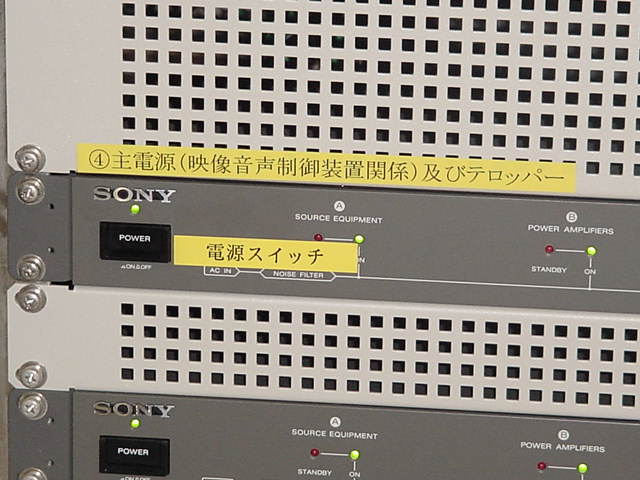 ④主電源(映像音声制御装置関係)及びテロッパー
SONY
A
SOURCE EQUIPMENT
B
POWER AMPLIFIERS
POWER
電源スイッチ
STANDBY
ON
AC IN
NOISE FILTER
SONY
A
SOURCE EQUIPMENT
B
POWER AMPLIFIERS
POWER
STANDBY
ON